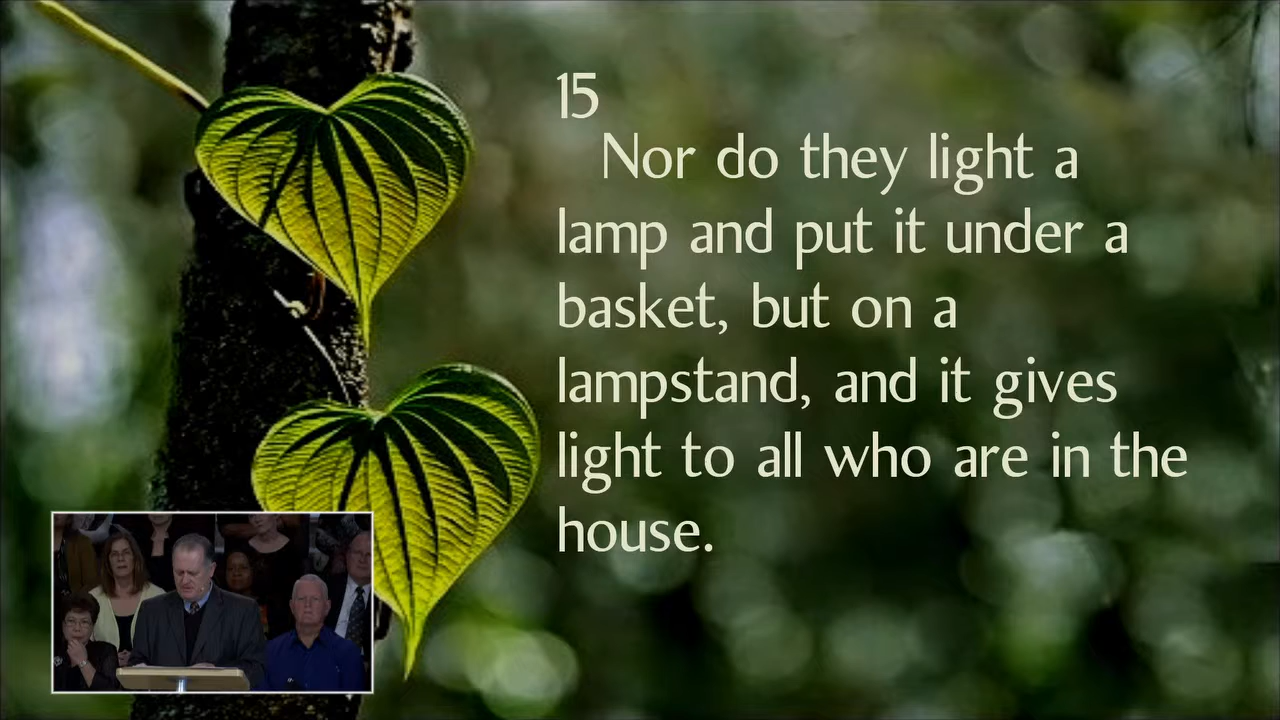 15
Nor do they light a
lamp and put it under a
basket, but on a
lampstand, and it gives
light to all who are in the
house.